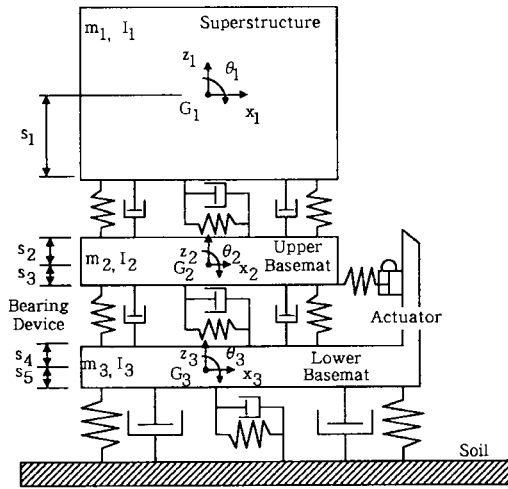 m1, I1
Superstructure
z1
θ1
G1
x1
s1
s2
s3
m2, I2
z2
θ2
G2
x2
Upper
Basemat
Bearing
Device
Actuator
s4
s5
m3, I3
z3
θ3
G3
x3
Lower
Basemat
Soil